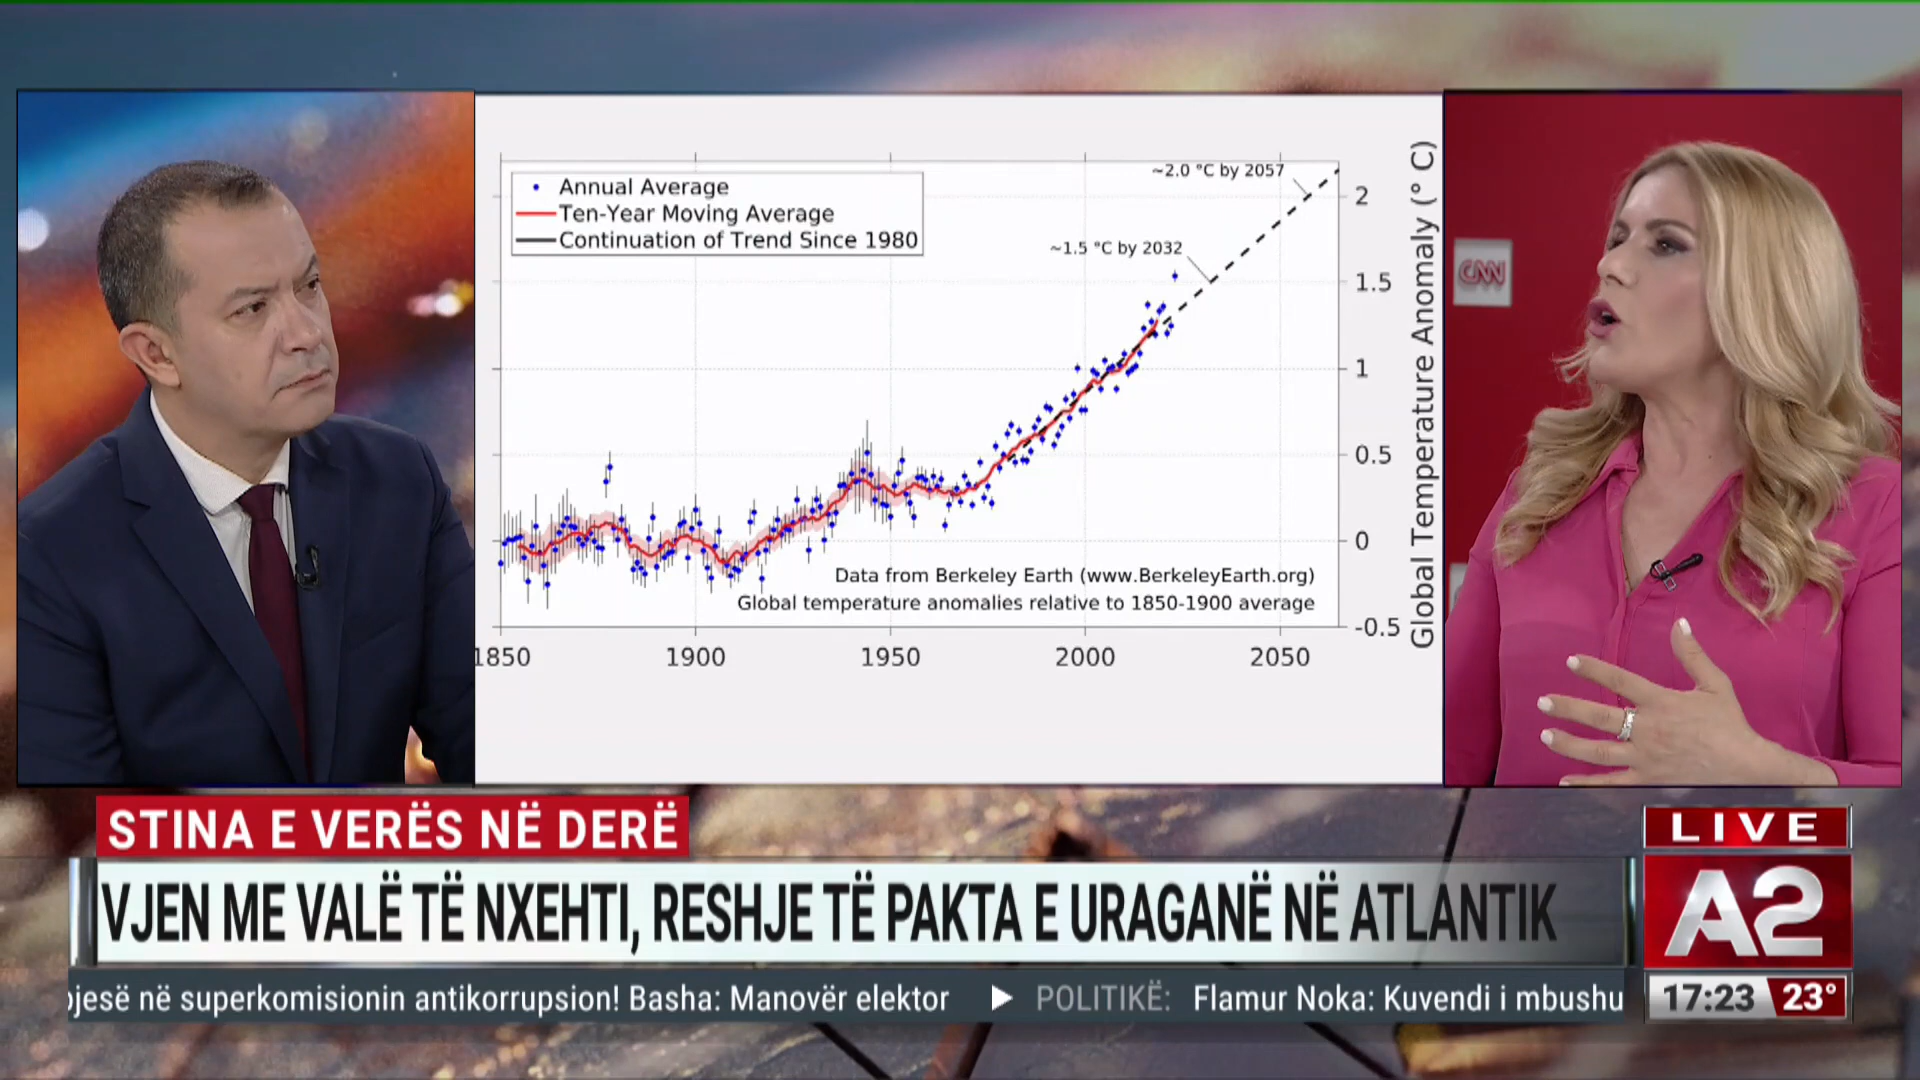 ~2.0 °C by 2057
Annual Average
Ten-Year Moving Average
Continuation of Trend Since 1980
~1.5 °C by 2032
2
1.5
1
0.5
0
-0.5
Global Temperature Anomaly (° C)
Data from Berkeley Earth (www.BerkeleyEarth.org)
Global temperature anomalies relative to 1850-1900 average
1850
1900
1950
2000
2050
CNN
STINA E VERËS NË DERË
VJEN ME VALË TË NXEHTI, RESHJE TË PAKTA E URAGANË NË ATLANTIK
LIVE
A2
jesë në superkomisionin antikorrupsion! Basha: Manovër elektor
POLITIKË: Flamur Noka: Kuvendi i mbushu
17:23 23°